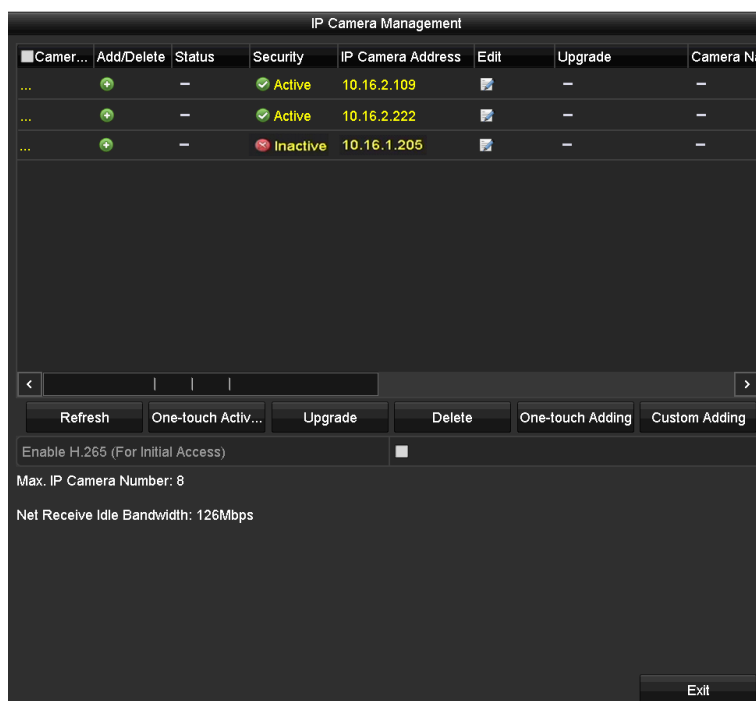 IP Camera Management
Camer... Add/Delete Status Security IP Camera Address Edit Upgrade Camera Na
... – Active 10.16.2.109 – –
... – Active 10.16.2.222 – –
... – Inactive 10.16.1.205 – –
Refresh One-touch Activ... Upgrade Delete One-touch Adding Custom Adding
Enable H.265 (For Initial Access)
Max. IP Camera Number: 8
Net Receive Idle Bandwidth: 126Mbps
Exit